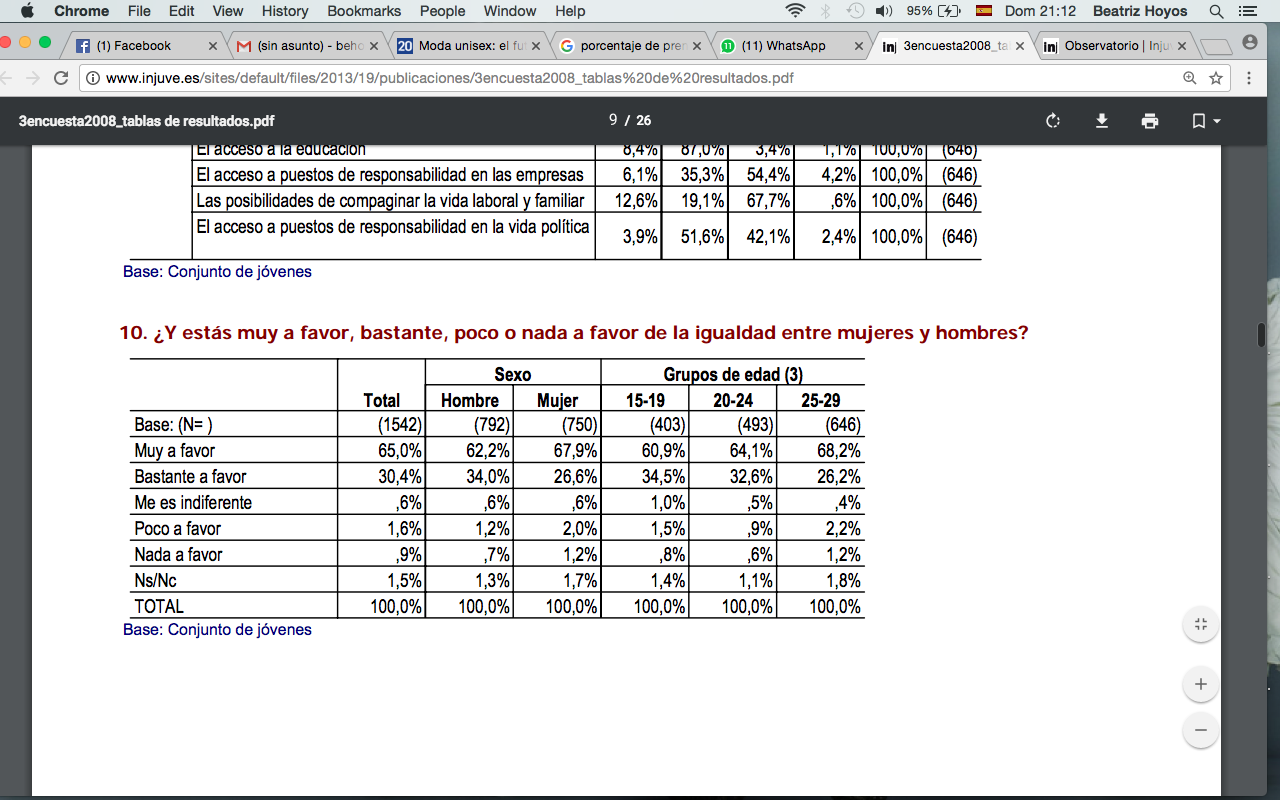 Chrome File Edit View History Bookmarks People Window Help 95% Dom 21:12 Beatriz Hoyos
(1) Facebook (sin asunto) - beho 20 Moda unisex: el fu porcentaje de pren 11 (11) WhatsApp inj 3encuesta2008_ta inj Observatorio | Inju
www.injuve.es/sites/default/files/2013/19/publicaciones/3encuesta2008_tablas%20de%20resultados.pdf
3encuesta2008_tablas de resultados.pdf 9 / 26
El acceso a la educación 8,4% 87,0% 3,4% 1,1% 100,0% (646)
El acceso a puestos de responsabilidad en las empresas 6,1% 35,3% 54,4% 4,2% 100,0% (646)
Las posibilidades de compaginar la vida laboral y familiar 12,6% 19,1% 67,7% ,6% 100,0% (646)
El acceso a puestos de responsabilidad en la vida política 3,9% 51,6% 42,1% 2,4% 100,0% (646)
Base: Conjunto de jóvenes
10. ¿Y estás muy a favor, bastante, poco o nada a favor de la igualdad entre mujeres y hombres?
Sexo Grupos de edad (3)
Total Hombre Mujer 15-19 20-24 25-29
Base: (N= ) (1542) (792) (750) (403) (493) (646)
Muy a favor 65,0% 62,2% 67,9% 60,9% 64,1% 68,2%
Bastante a favor 30,4% 34,0% 26,6% 34,5% 32,6% 26,2%
Me es indiferente ,6% ,6% ,6% 1,0% ,5% ,4%
Poco a favor 1,6% 1,2% 2,0% 1,5% ,9% 2,2%
Nada a favor ,9% ,7% 1,2% ,8% ,6% 1,2%
Ns/Nc 1,5% 1,3% 1,7% 1,4% 1,1% 1,8%
TOTAL 100,0% 100,0% 100,0% 100,0% 100,0% 100,0%
Base: Conjunto de jóvenes